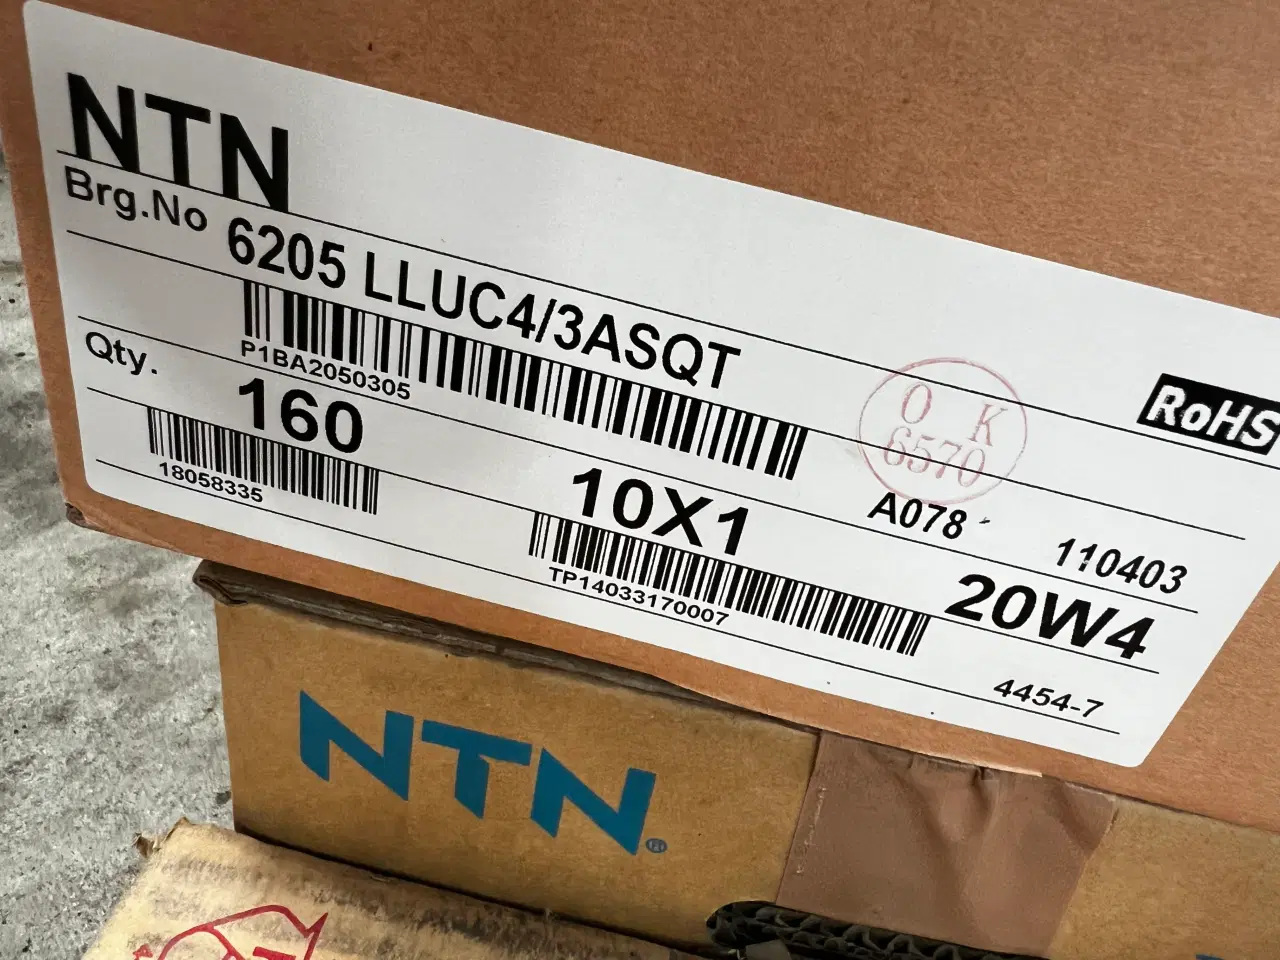 NTN
Brg.No 6205 LLUC4/3ASQT
P1BA2050305
Qty. 160
18058335
10X1
TP14033170007
O K
6570
A078
110403
20W4
4454-7
RoHS
NTN®